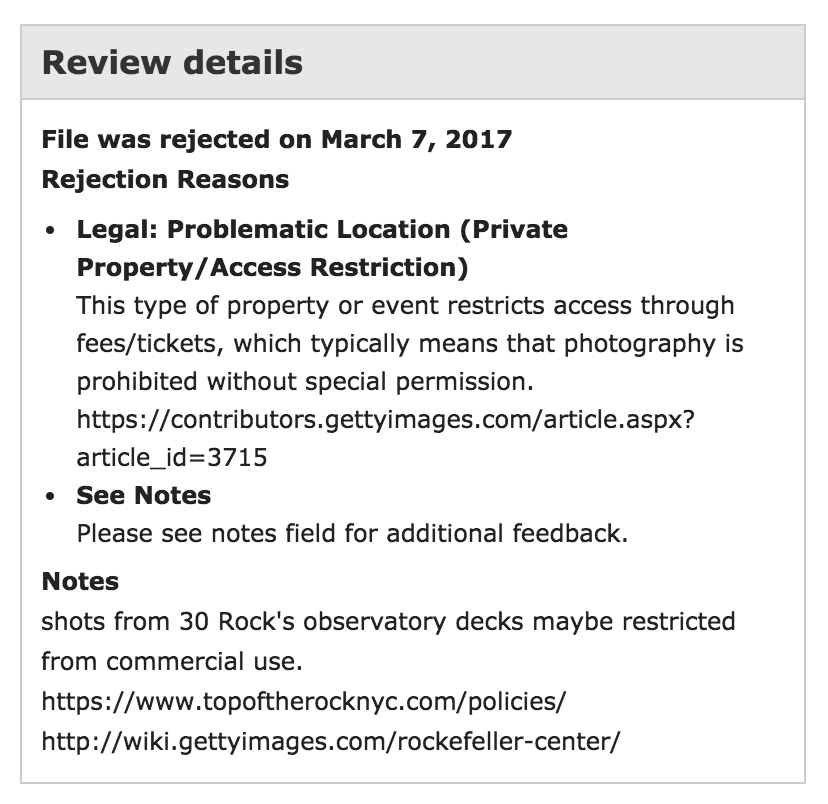 Review details
File was rejected on March 7, 2017
Rejection Reasons
• Legal: Problematic Location (Private
Property/Access Restriction)
This type of property or event restricts access through
fees/tickets, which typically means that photography is
prohibited without special permission.
https://contributors.gettyimages.com/article.aspx?
article_id=3715
• See Notes
Please see notes field for additional feedback.
Notes
shots from 30 Rock's observatory decks maybe restricted
from commercial use.
https://www.topoftherocknyc.com/policies/
http://wiki.gettyimages.com/rockefeller-center/